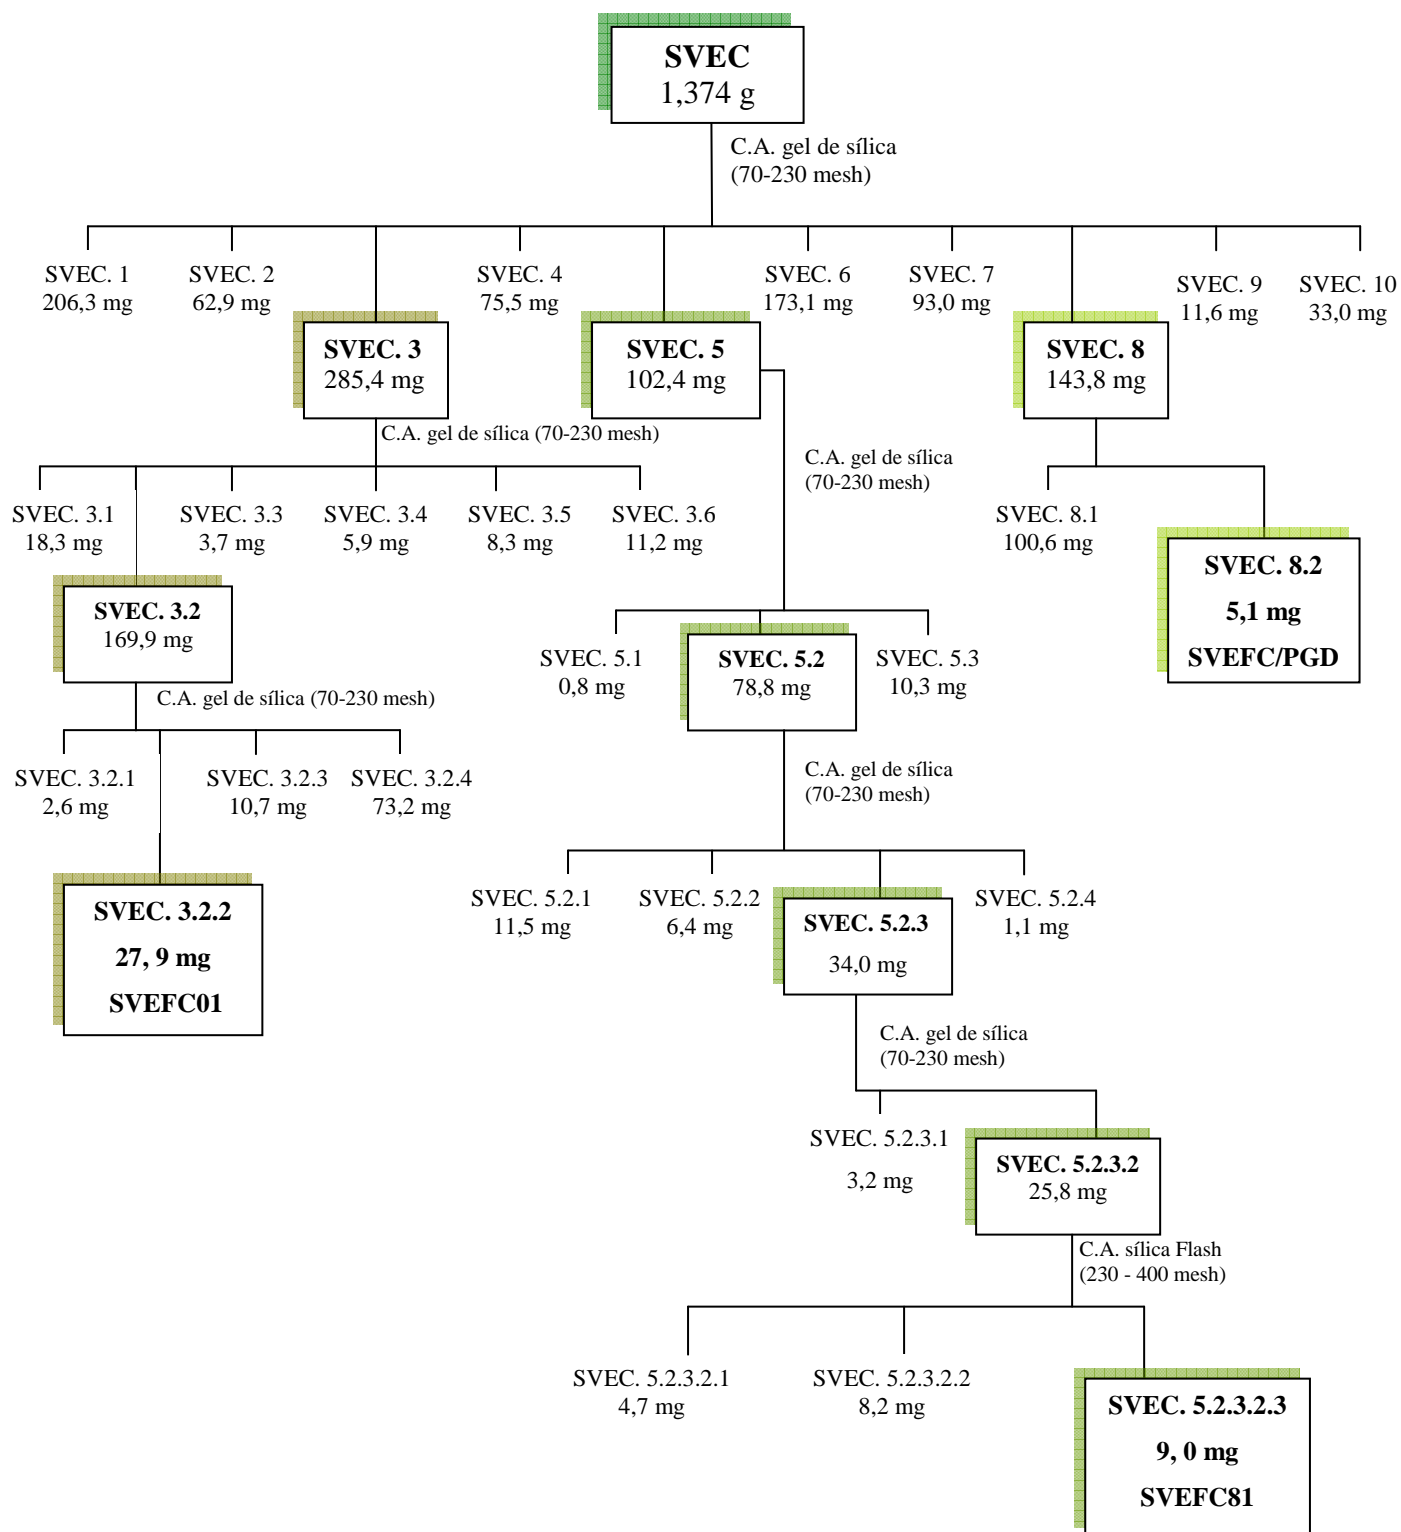 SVEC
1,374 g
C.A. gel de sílica
(70-230 mesh)
SVEC. 1
206,3 mg
SVEC. 2
62,9 mg
SVEC. 4
75,5 mg
SVEC. 6
173,1 mg
SVEC. 7
93,0 mg
SVEC. 9
11,6 mg
SVEC. 10
33,0 mg
SVEC. 3
285,4 mg
SVEC. 5
102,4 mg
SVEC. 8
143,8 mg
C.A. gel de sílica (70-230 mesh)
C.A. gel de sílica
(70-230 mesh)
SVEC. 3.1
18,3 mg
SVEC. 3.3
3,7 mg
SVEC. 3.4
5,9 mg
SVEC. 3.5
8,3 mg
SVEC. 3.6
11,2 mg
SVEC. 8.1
100,6 mg
SVEC. 8.2
5,1 mg
SVEFC/PGD
SVEC. 3.2
169,9 mg
SVEC. 5.1
0,8 mg
SVEC. 5.2
78,8 mg
SVEC. 5.3
10,3 mg
C.A. gel de sílica (70-230 mesh)
SVEC. 3.2.1
2,6 mg
SVEC. 3.2.3
10,7 mg
SVEC. 3.2.4
73,2 mg
C.A. gel de sílica
(70-230 mesh)
SVEC. 3.2.2
27, 9 mg
SVEFC01
SVEC. 5.2.1
11,5 mg
SVEC. 5.2.2
6,4 mg
SVEC. 5.2.3
34,0 mg
SVEC. 5.2.4
1,1 mg
C.A. gel de sílica
(70-230 mesh)
SVEC. 5.2.3.1
3,2 mg
SVEC. 5.2.3.2
25,8 mg
C.A. sílica Flash
(230 - 400 mesh)
SVEC. 5.2.3.2.1
4,7 mg
SVEC. 5.2.3.2.2
8,2 mg
SVEC. 5.2.3.2.3
9, 0 mg
SVEFC81